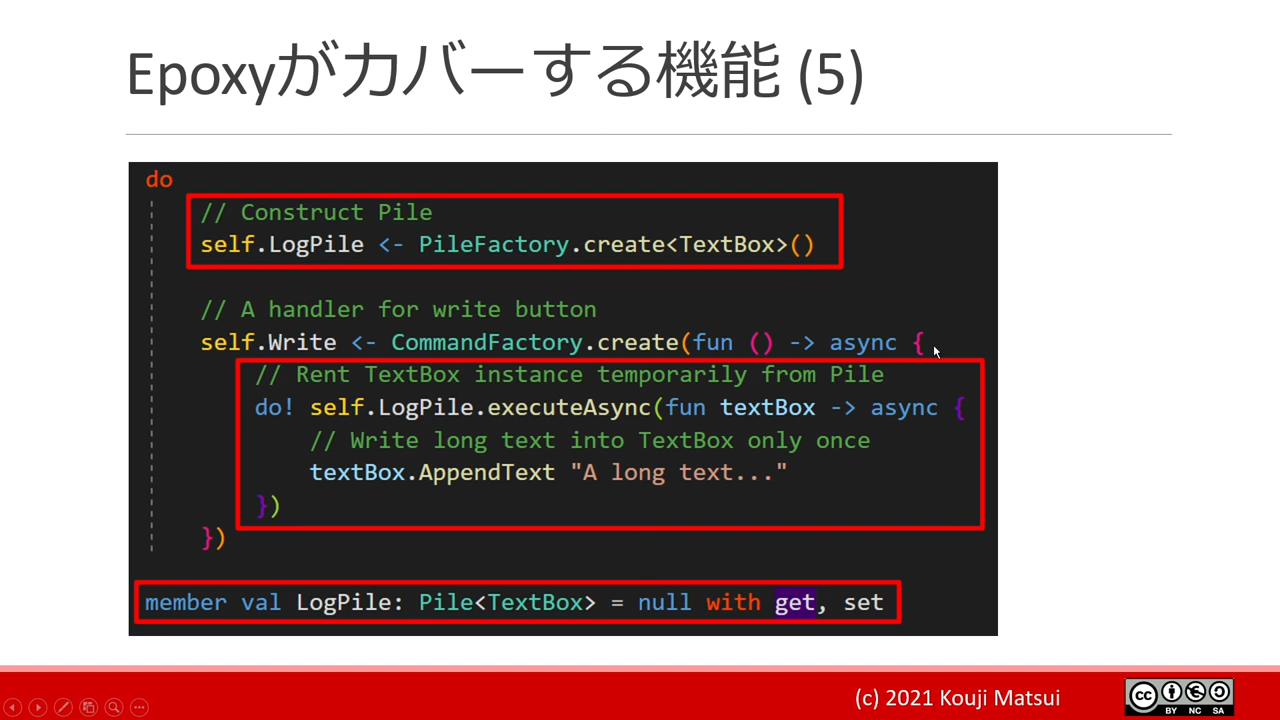 Epoxyがカバーする機能 (5)
do
// Construct Pile
self.LogPile <- PileFactory.create<TextBox>()
// A handler for write button
self.Write <- CommandFactory.create(fun () -> async {
// Rent TextBox instance temporarily from Pile
do! self.LogPile.executeAsync(fun textBox -> async {
// Write long text into TextBox only once
textBox.AppendText "A long text..."
})
})
member val LogPile: Pile<TextBox> = null with get, set
(c) 2021 Kouji Matsui
cc
BY NC SA